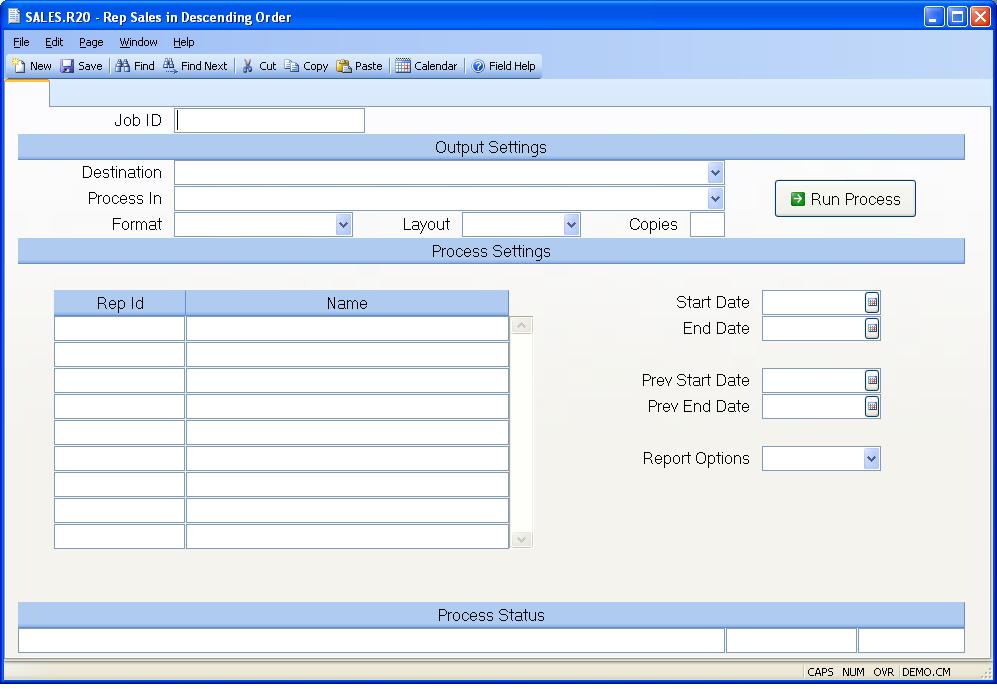 SALES.R20 - Rep Sales in Descending Order
File Edit Page Window Help
New Save Find Find Next Cut Copy Paste Calendar Field Help
Job ID
Output Settings
Destination
Process In
Run Process
Format Layout Copies
Process Settings
Rep Id Name
Start Date
End Date
Prev Start Date
Prev End Date
Report Options
Process Status
CAPS NUM OVR DEMO.CM